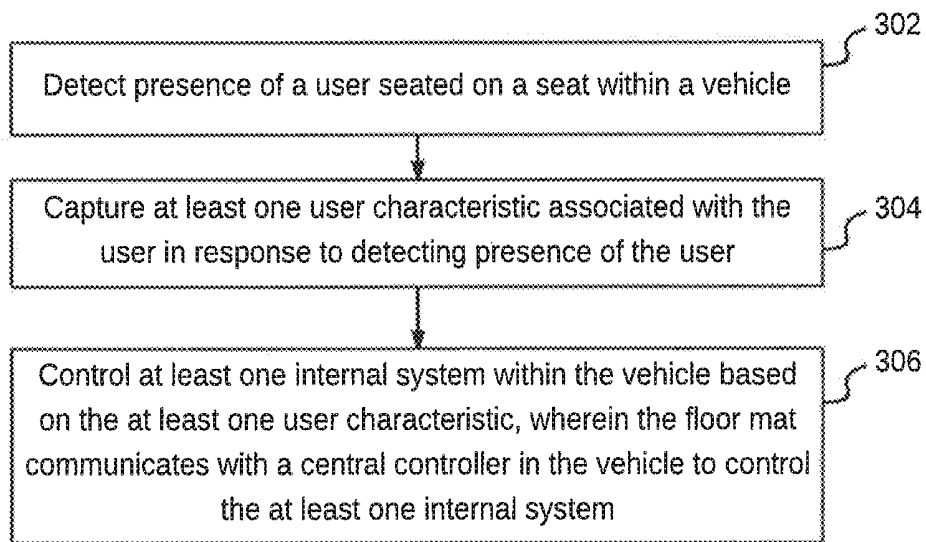 302
Detect presence of a user seated on a seat within a vehicle
Capture at least one user characteristic associated with the
304
user in response to detecting presence of the user
306
Control at least one internal system within the vehicle based
on the at least one user characteristic, wherein the floor mat
communicates with a central controller in the vehicle to control
the at least one internal system